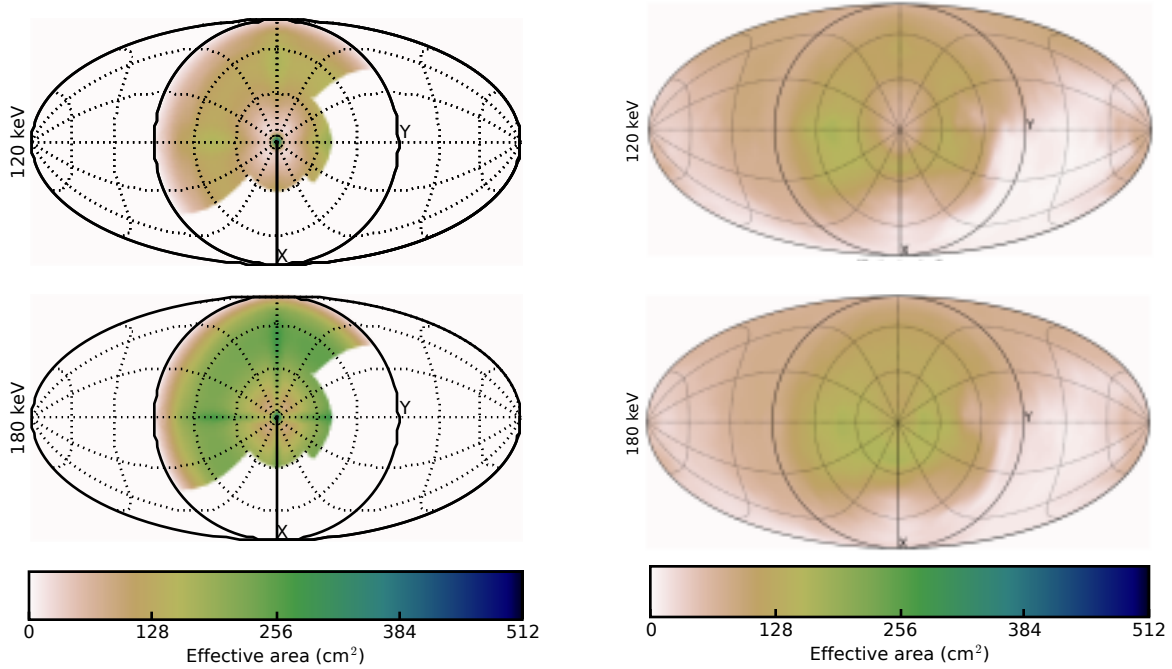 120 keV
Y
X
120 keV
Y
X
180 keV
Y
X
180 keV
Y
X
0 128 256 384 512
Effective area (cm²)
0 128 256 384 512
Effective area (cm²)